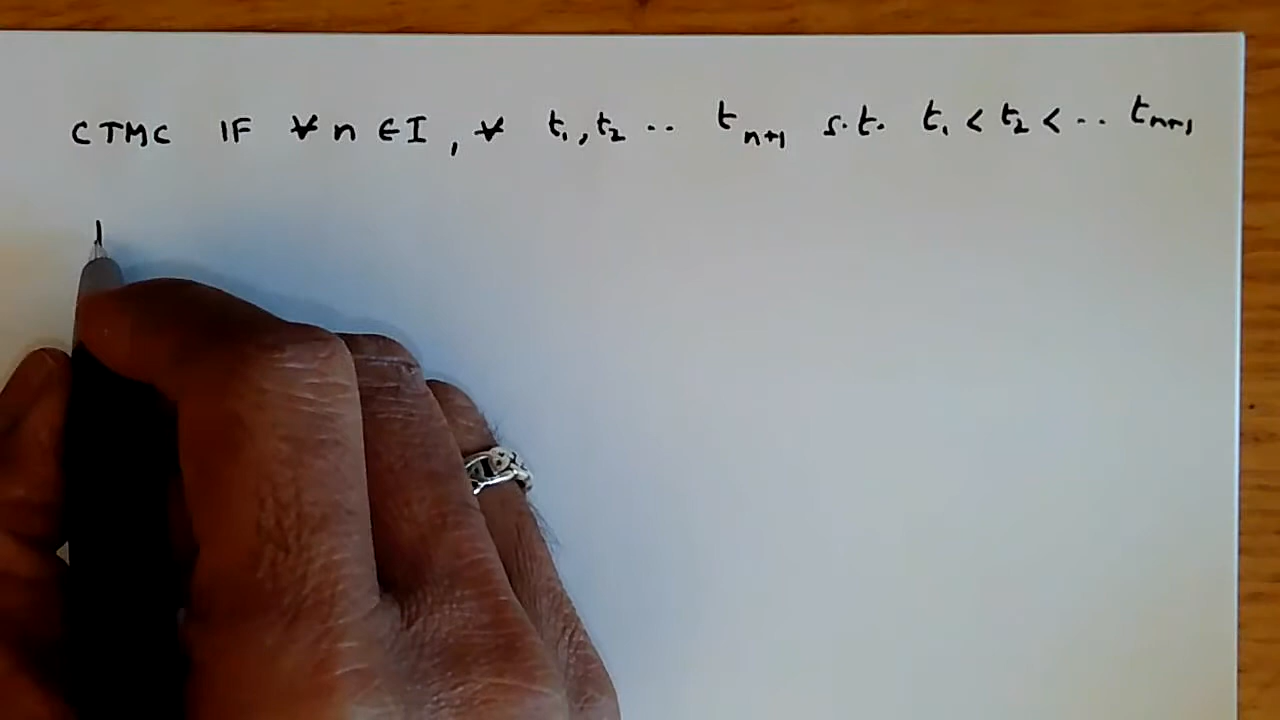 CTMC IF ∀ n ∈ I, ∀ t₁, t₂ .. tₙ₊₁ s.t. t₁ < t₂ < .. tₙ₊₁